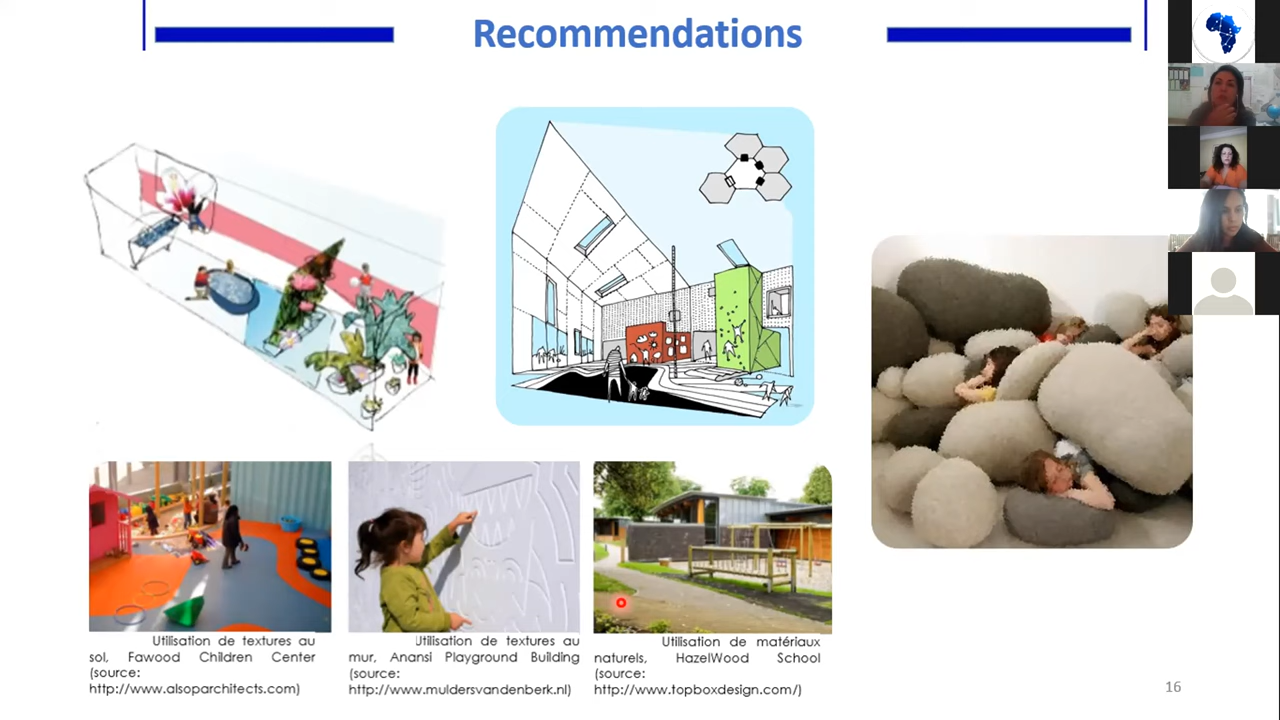 Recommendations
Utilisation de textures au
sol, Fawood Children Center
(source:
http://www.alsoparchitects.com)
Utilisation de textures au
mur, Anansi Playground Building
(source:
http://www.muldersvandenberk.nl)
Utilisation de matériaux
naturels, HazelWood School
(source:
http://www.topboxdesign.com/)
16